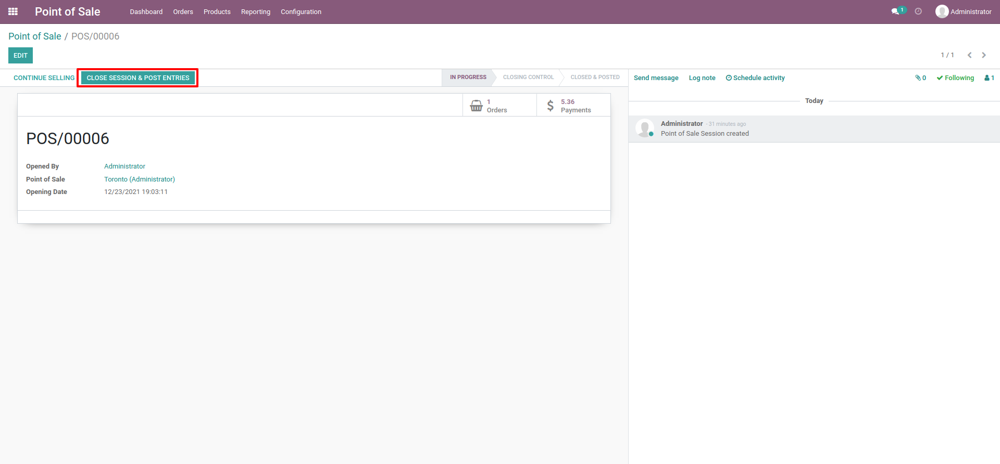 Point of Sale Dashboard Orders Products Reporting Configuration 1 Administrator
Point of Sale / POS/00006
EDIT 1 / 1
CONTINUE SELLING CLOSE SESSION & POST ENTRIES IN PROGRESS CLOSING CONTROL CLOSED & POSTED Send message Log note Schedule activity 0 Following 1
1
Orders
5.36
Payments
POS/00006
Opened By Administrator
Point of Sale Toronto (Administrator)
Opening Date 12/23/2021 19:03:11
Today
Administrator - 31 minutes ago
Point of Sale Session created